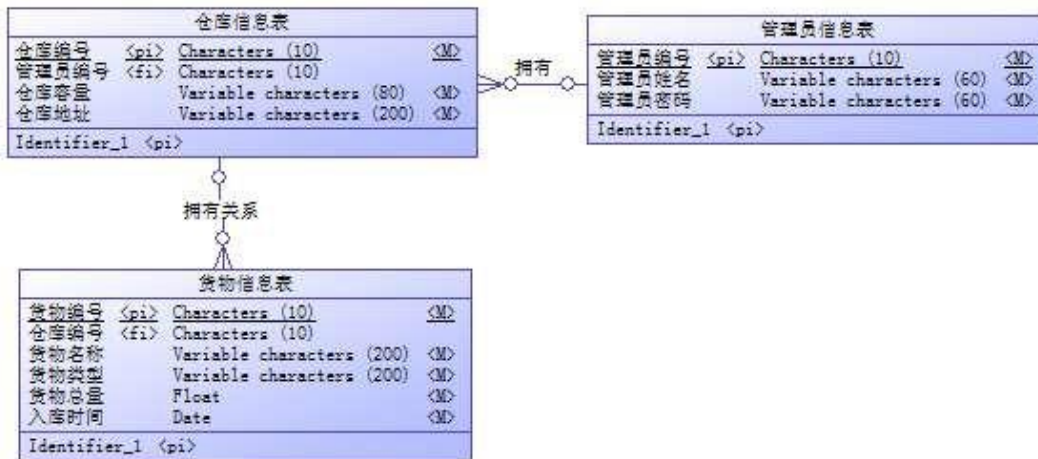 仓库信息表
仓库编号 <pi> Characters (10) <M>
管理员编号 <fi> Characters (10)
仓库容量 Variable characters (80) <M>
仓库地址 Variable characters (200) <M>
Identifier_1 <pi>
拥有
管理员信息表
管理员编号 <pi> Characters (10) <M>
管理员姓名 Variable characters (60) <M>
管理员密码 Variable characters (60) <M>
Identifier_1 <pi>
拥有关系
货物信息表
货物编号 <pi> Characters (10) <M>
仓库编号 <fi> Characters (10)
货物名称 Variable characters (200) <M>
货物类型 Variable characters (200) <M>
货物总量 Float <M>
入库时间 Date <M>
Identifier_1 <pi>